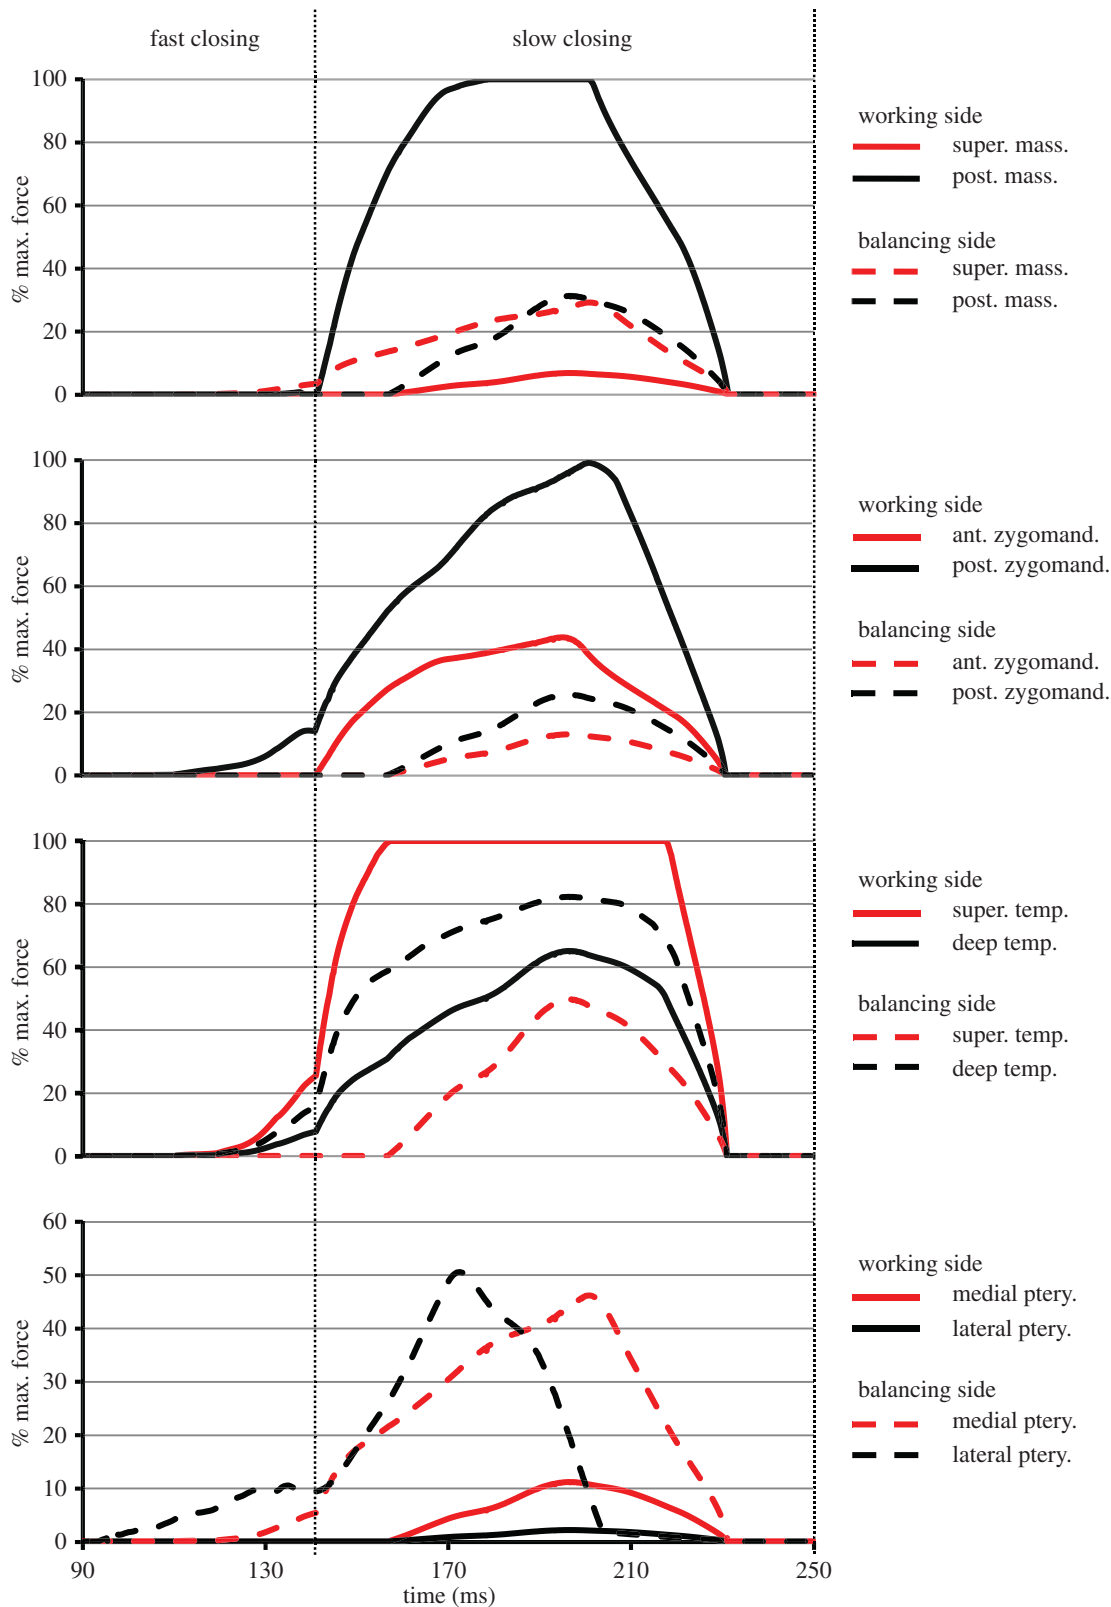 fast closing
slow closing
100
80
60
40
20
0
% max. force
working side
super. mass.
post. mass.
balancing side
super. mass.
post. mass.
100
80
60
40
20
0
% max. force
working side
ant. zygomand.
post. zygomand.
balancing side
ant. zygomand.
post. zygomand.
100
80
60
40
20
0
% max. force
working side
super. temp.
deep temp.
balancing side
super. temp.
deep temp.
60
50
40
30
20
10
0
% max. force
working side
medial ptery.
lateral ptery.
balancing side
medial ptery.
lateral ptery.
90
130
170
210
250
time (ms)